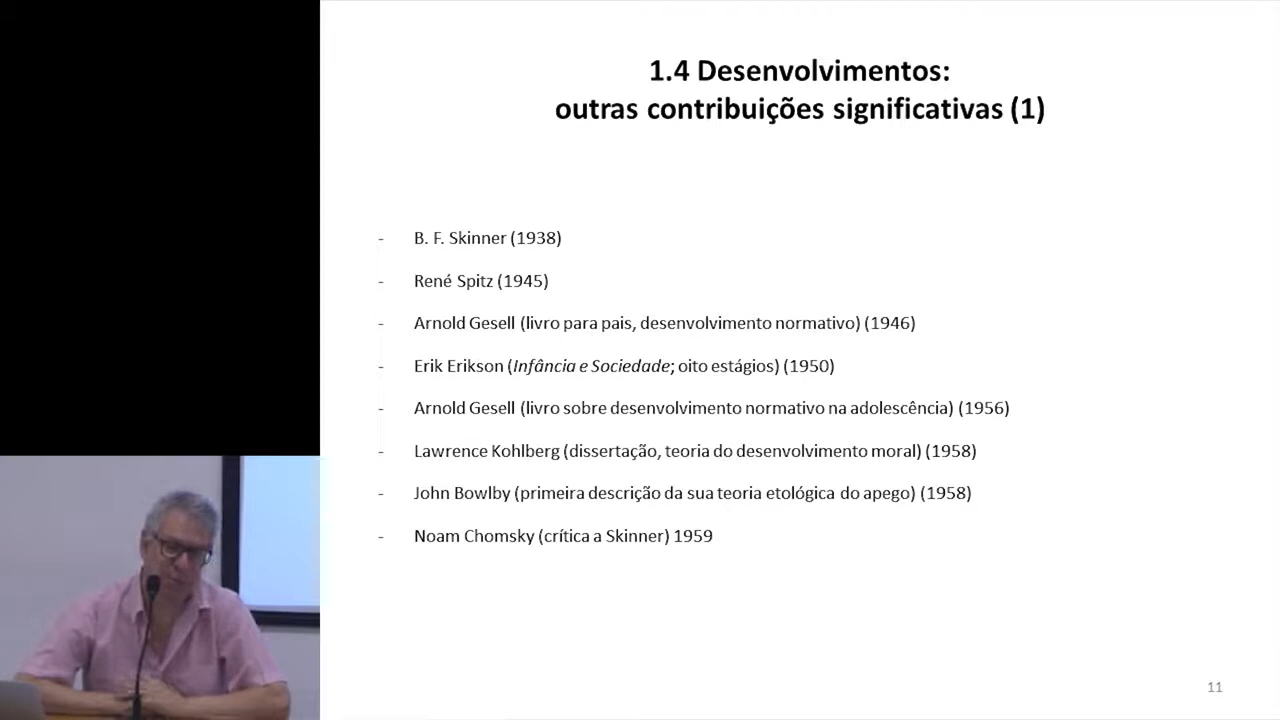 1.4 Desenvolvimentos:
outras contribuições significativas (1)
- B. F. Skinner (1938)
- René Spitz (1945)
- Arnold Gesell (livro para pais, desenvolvimento normativo) (1946)
- Erik Erikson (Infância e Sociedade; oito estágios) (1950)
- Arnold Gesell (livro sobre desenvolvimento normativo na adolescência) (1956)
- Lawrence Kohlberg (dissertação, teoria do desenvolvimento moral) (1958)
- John Bowlby (primeira descrição da sua teoria etológica do apego) (1958)
- Noam Chomsky (crítica a Skinner) 1959
11